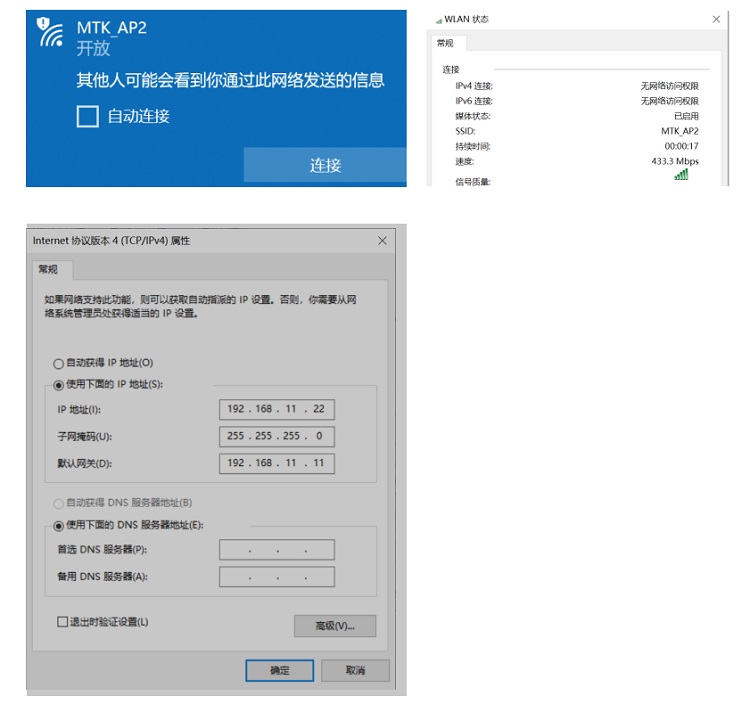 MTK_AP2
开放
其他人可能会看到你通过此网络发送的信息
自动连接
连接
WLAN 状态
常规
连接
IPv4 连接: 无网络访问权限
IPv6 连接: 无网络访问权限
媒体状态: 已启用
SSID: MTK_AP2
持续时间: 00:00:17
速度: 433.3 Mbps
信号质量:
Internet 协议版本 4 (TCP/IPv4) 属性
常规
如果网络支持此功能，则可以获取自动指派的 IP 设置。否则，你需要从网
络系统管理员处获得适当的 IP 设置。
自动获得 IP 地址(O)
使用下面的 IP 地址(S):
IP 地址(I): 192 . 168 . 11 . 22
子网掩码(U): 255 . 255 . 255 . 0
默认网关(D): 192 . 168 . 11 . 11
自动获得 DNS 服务器地址(B)
使用下面的 DNS 服务器地址(E):
首选 DNS 服务器(P): . . .
备用 DNS 服务器(A): . . .
退出时验证设置(L)
高级(V)...
确定
取消